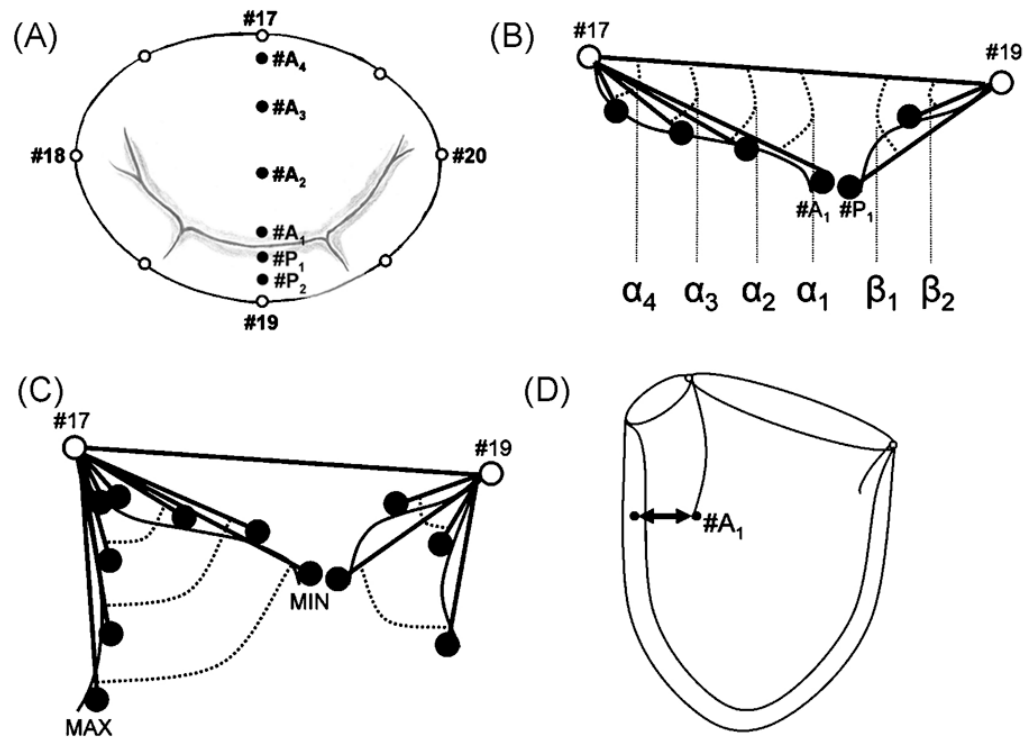 (A)
#17
#A₄
#A₃
#18
#20
#A₂
#A₁
#P₁
#P₂
#19
(B)
#17
#19
#A₁ #P₁
α₄ α₃ α₂ α₁ β₁ β₂
(C)
#17
#19
MIN
MAX
(D)
#A₁